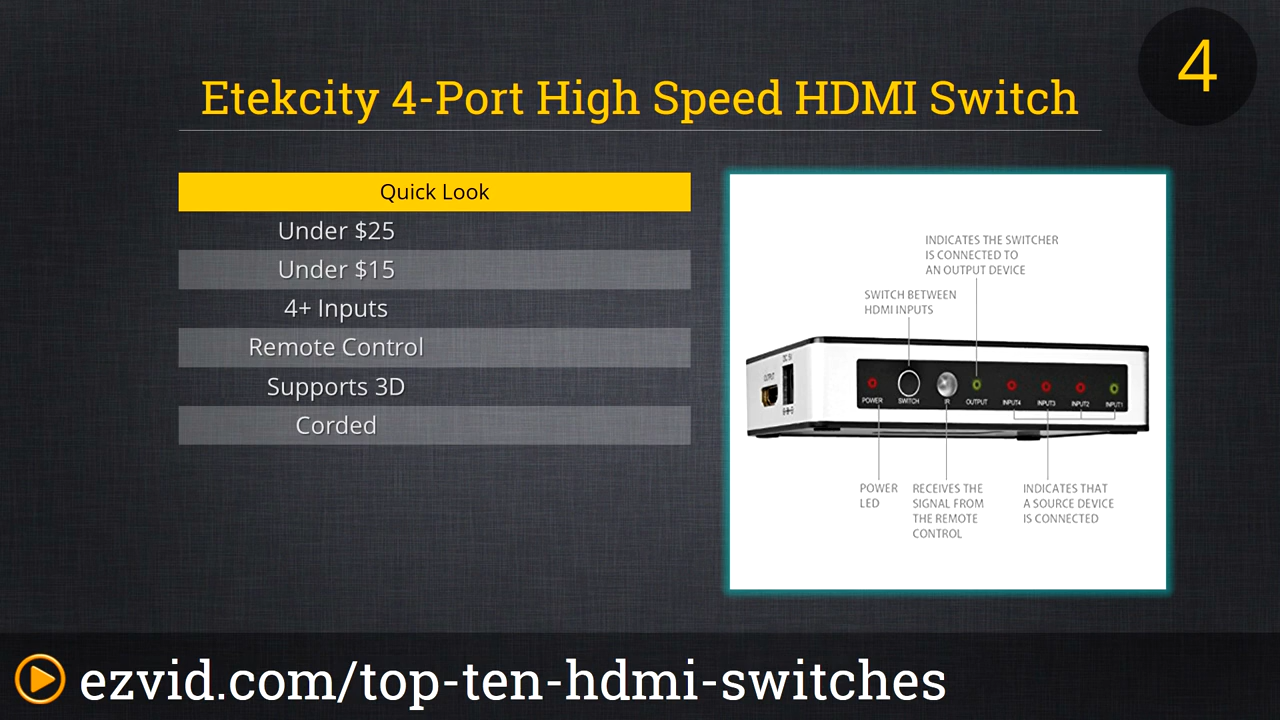 4
Etekcity 4-Port High Speed HDMI Switch
Quick Look
Under $25
Under $15
4+ Inputs
Remote Control
Supports 3D
Corded
INDICATES THE SWITCHER
IS CONNECTED TO
AN OUTPUT DEVICE
SWITCH BETWEEN
HDMI INPUTS
OUTPUT
POWER
SWITCH
IR
OUTPUT
INPUT4
INPUT3
INPUT2
INPUT1
POWER
LED
RECEIVES THE
SIGNAL FROM
THE REMOTE
CONTROL
INDICATES THAT
A SOURCE DEVICE
IS CONNECTED
ezvid.com/top-ten-hdmi-switches